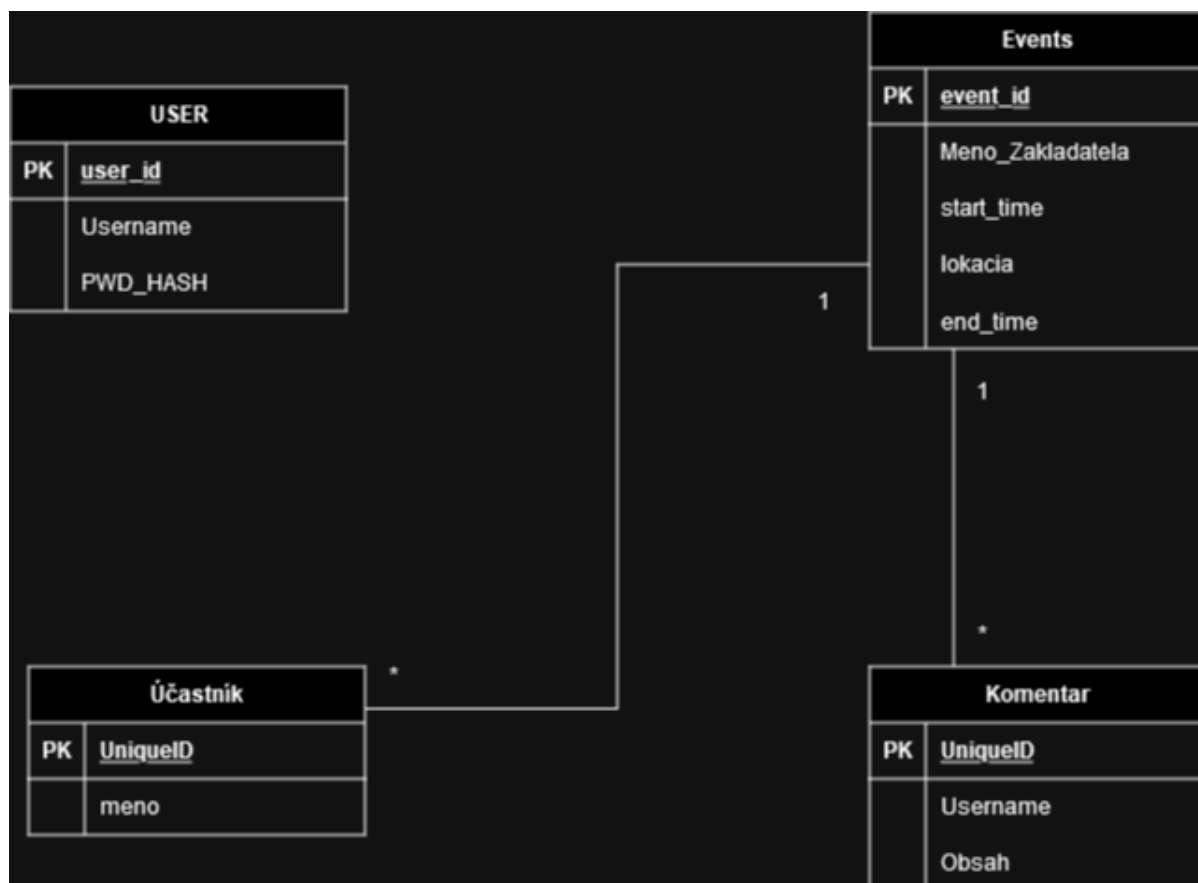 USER
PK user_id
Username
PWD_HASH
Events
PK event_id
Meno_Zakladatela
start_time
lokacia
end_time
1
1
*
*
Účastník
PK UniqueID
meno
Komentar
PK UniqueID
Username
Obsah